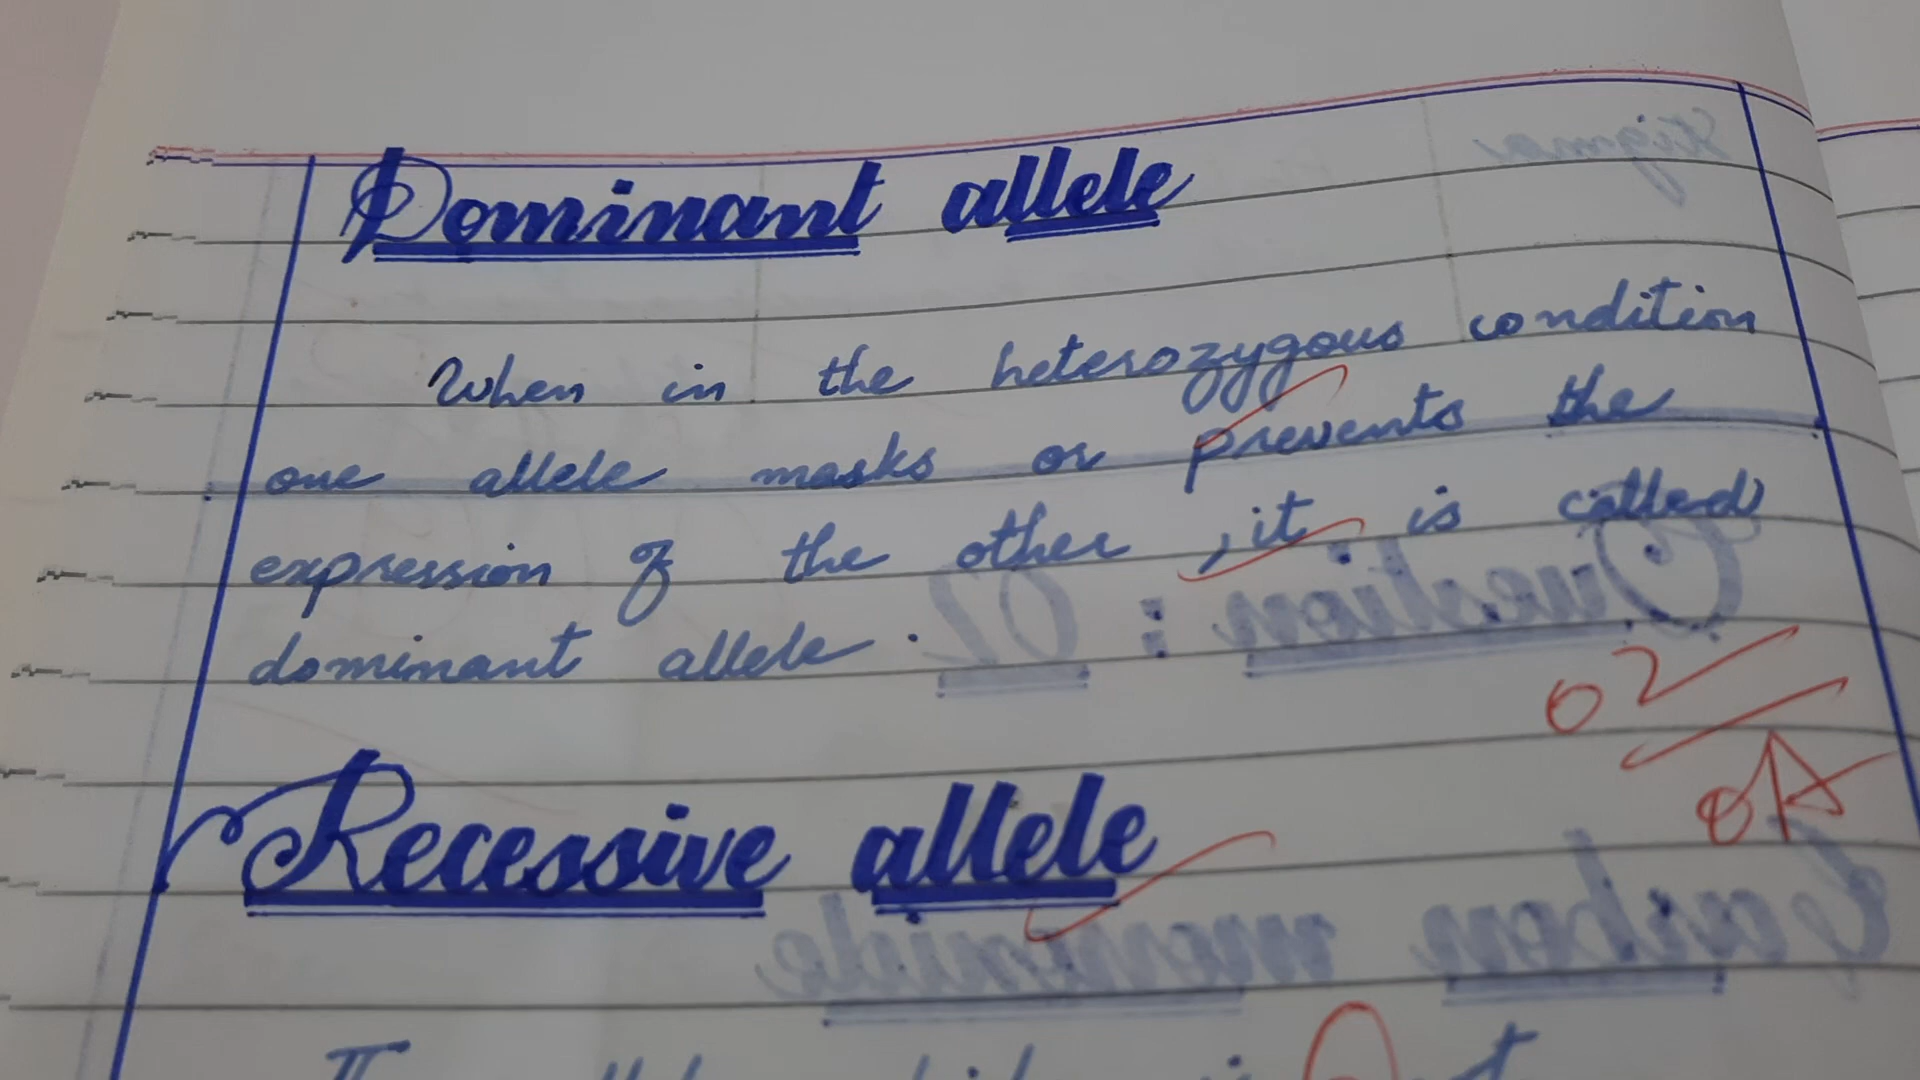 Dominant allele
When in the heterozygous condition
one allele masks or prevents the
expression of the other , it is called
dominant allele .
02
Recessive allele